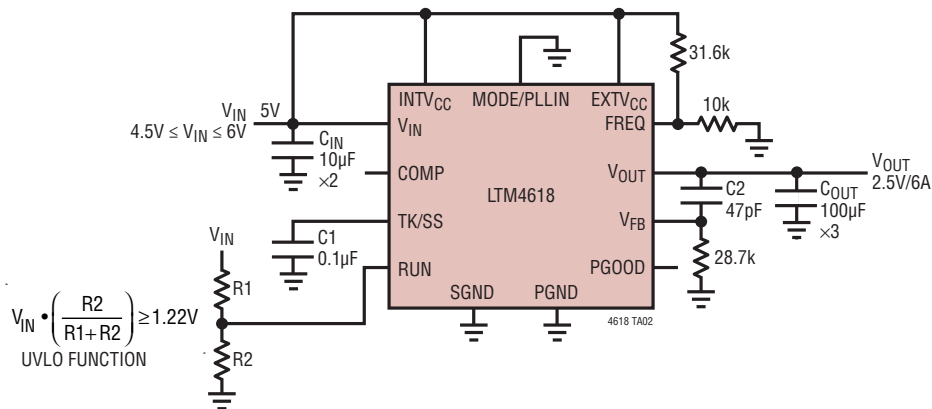 31.6k
INTVCC MODE/PLLIN EXTVCC
10k
VIN 5V
4.5V ≤ VIN ≤ 6V
VIN
FREQ
CIN
10µF
×2
COMP
LTM4618
VOUT
VOUT
2.5V/6A
C2
47pF
COUT
100µF
×3
TK/SS
VFB
C1
0.1µF
VIN
RUN
PGOOD
28.7k
R1
SGND PGND
4618 TA02
VIN • (R2/(R1+R2)) ≥ 1.22V
UVLO FUNCTION
R2